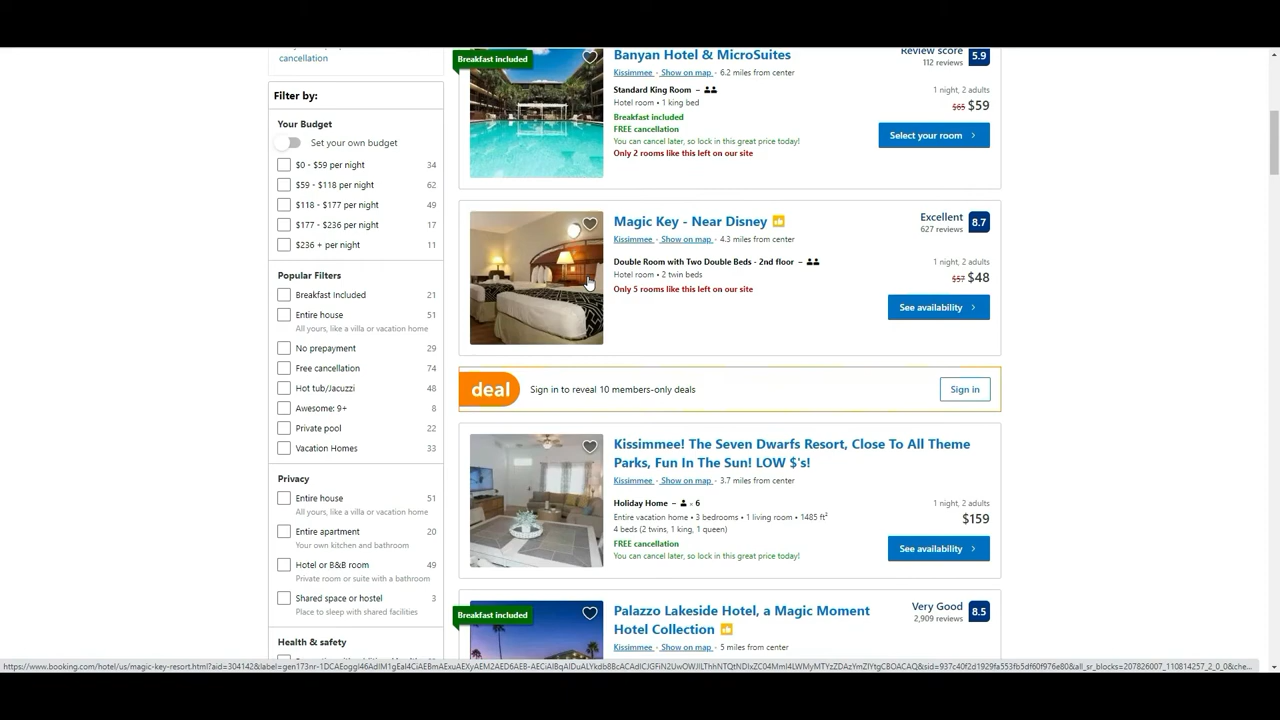 cancellation
Filter by:
Your Budget
Set your own budget
$0 - $59 per night 34
$59 - $118 per night 62
$118 - $177 per night 49
$177 - $236 per night 17
$236 + per night 11
Popular Filters
Breakfast Included 21
Entire house 51
All yours, like a villa or vacation home
No prepayment 29
Free cancellation 74
Hot tub/Jacuzzi 48
Awesome: 9+ 8
Private pool 22
Vacation Homes 33
Privacy
Entire house 51
All yours, like a villa or vacation home
Entire apartment 20
Your own kitchen and bathroom
Hotel or B&B room 49
Private room or suite with a bathroom
Shared space or hostel 3
Place to sleep with shared facilities
Health & safety
Breakfast included
Banyan Hotel & MicroSuites
Review score 5.9
112 reviews
Kissimmee - Show on map - 6.2 miles from center
Standard King Room –
Hotel room • 1 king bed
Breakfast included
FREE cancellation
You can cancel later, so lock in this great price today!
Only 2 rooms like this left on our site
1 night, 2 adults
$65 $59
Select your room
Magic Key - Near Disney
Excellent 8.7
627 reviews
Kissimmee - Show on map - 4.3 miles from center
Double Room with Two Double Beds - 2nd floor –
Hotel room • 2 twin beds
Only 5 rooms like this left on our site
1 night, 2 adults
$57 $48
See availability
deal Sign in to reveal 10 members-only deals Sign in
Kissimmee! The Seven Dwarfs Resort, Close To All Theme
Parks, Fun In The Sun! LOW $'s!
Kissimmee - Show on map - 3.7 miles from center
Holiday Home – × 6
Entire vacation home • 3 bedrooms • 1 living room • 1485 ft²
4 beds (2 twins, 1 king, 1 queen)
FREE cancellation
You can cancel later, so lock in this great price today!
1 night, 2 adults
$159
See availability
Breakfast included
Palazzo Lakeside Hotel, a Magic Moment
Hotel Collection
Very Good 8.5
2,909 reviews
Kissimmee - Show on map - 5 miles from center